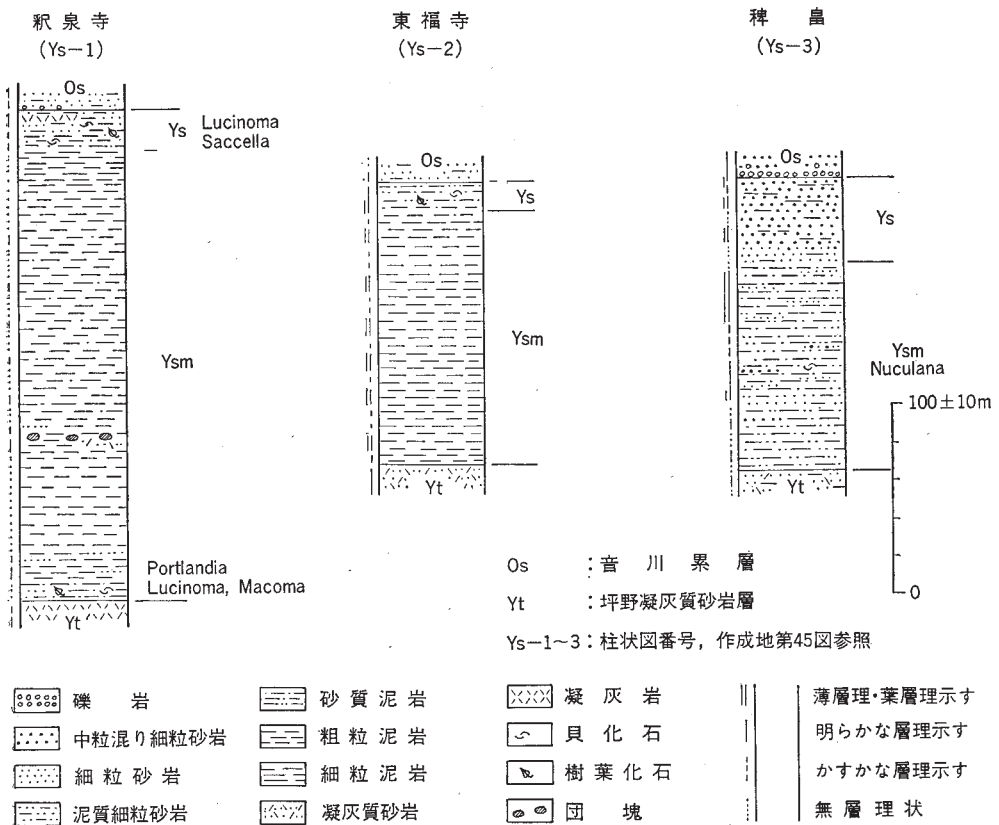 釈泉寺
(Ys−1)
Os
Ys
Lucinoma
Saccella
Ysm
Portlandia
Lucinoma, Macoma
Yt
東福寺
(Ys−2)
Os
Ys
Ysm
Yt
稗畠
(Ys−3)
Os
Ys
Ysm
Nuculana
Yt
100±10m
0
Os :音川累層
Yt :坪野凝灰質砂岩層
Ys−1~3:柱状図番号,作成地第45図参照
礫岩
中粒混り細粒砂岩
細粒砂岩
泥質細粒砂岩
砂質泥岩
粗粒泥岩
細粒泥岩
凝灰質砂岩
凝灰岩
貝化石
樹葉化石
団塊
薄層理・葉層理示す
明らかな層理示す
かすかな層理示す
無層理状